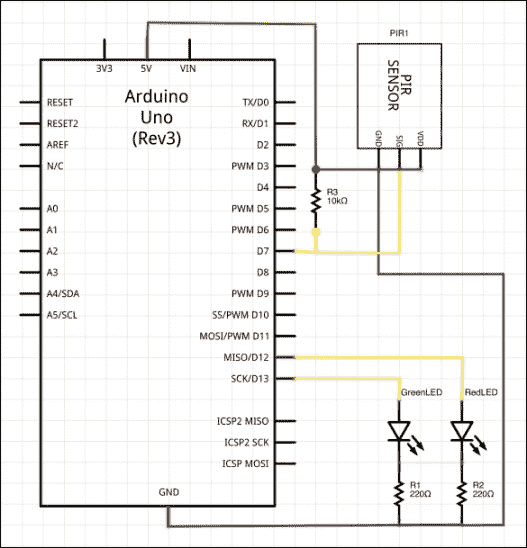 PIR1
3V3
5V
VIN
PIR
SENSOR
GND
SIG
VDD
Arduino
Uno
(Rev3)
RESET
TX/D0
RESET2
RX/D1
AREF
D2
N/C
PWM D3
D4
R3
10kΩ
A0
PWM D5
A1
PWM D6
A2
D7
A3
D8
A4/SDA
PWM D9
A5/SCL
SS/PWM D10
MOSI/PWM D11
MISO/D12
SCK/D13
GreenLED
RedLED
ICSP2 MISO
ICSP2 SCK
ICSP MOSI
R1
220Ω
R2
220Ω
GND